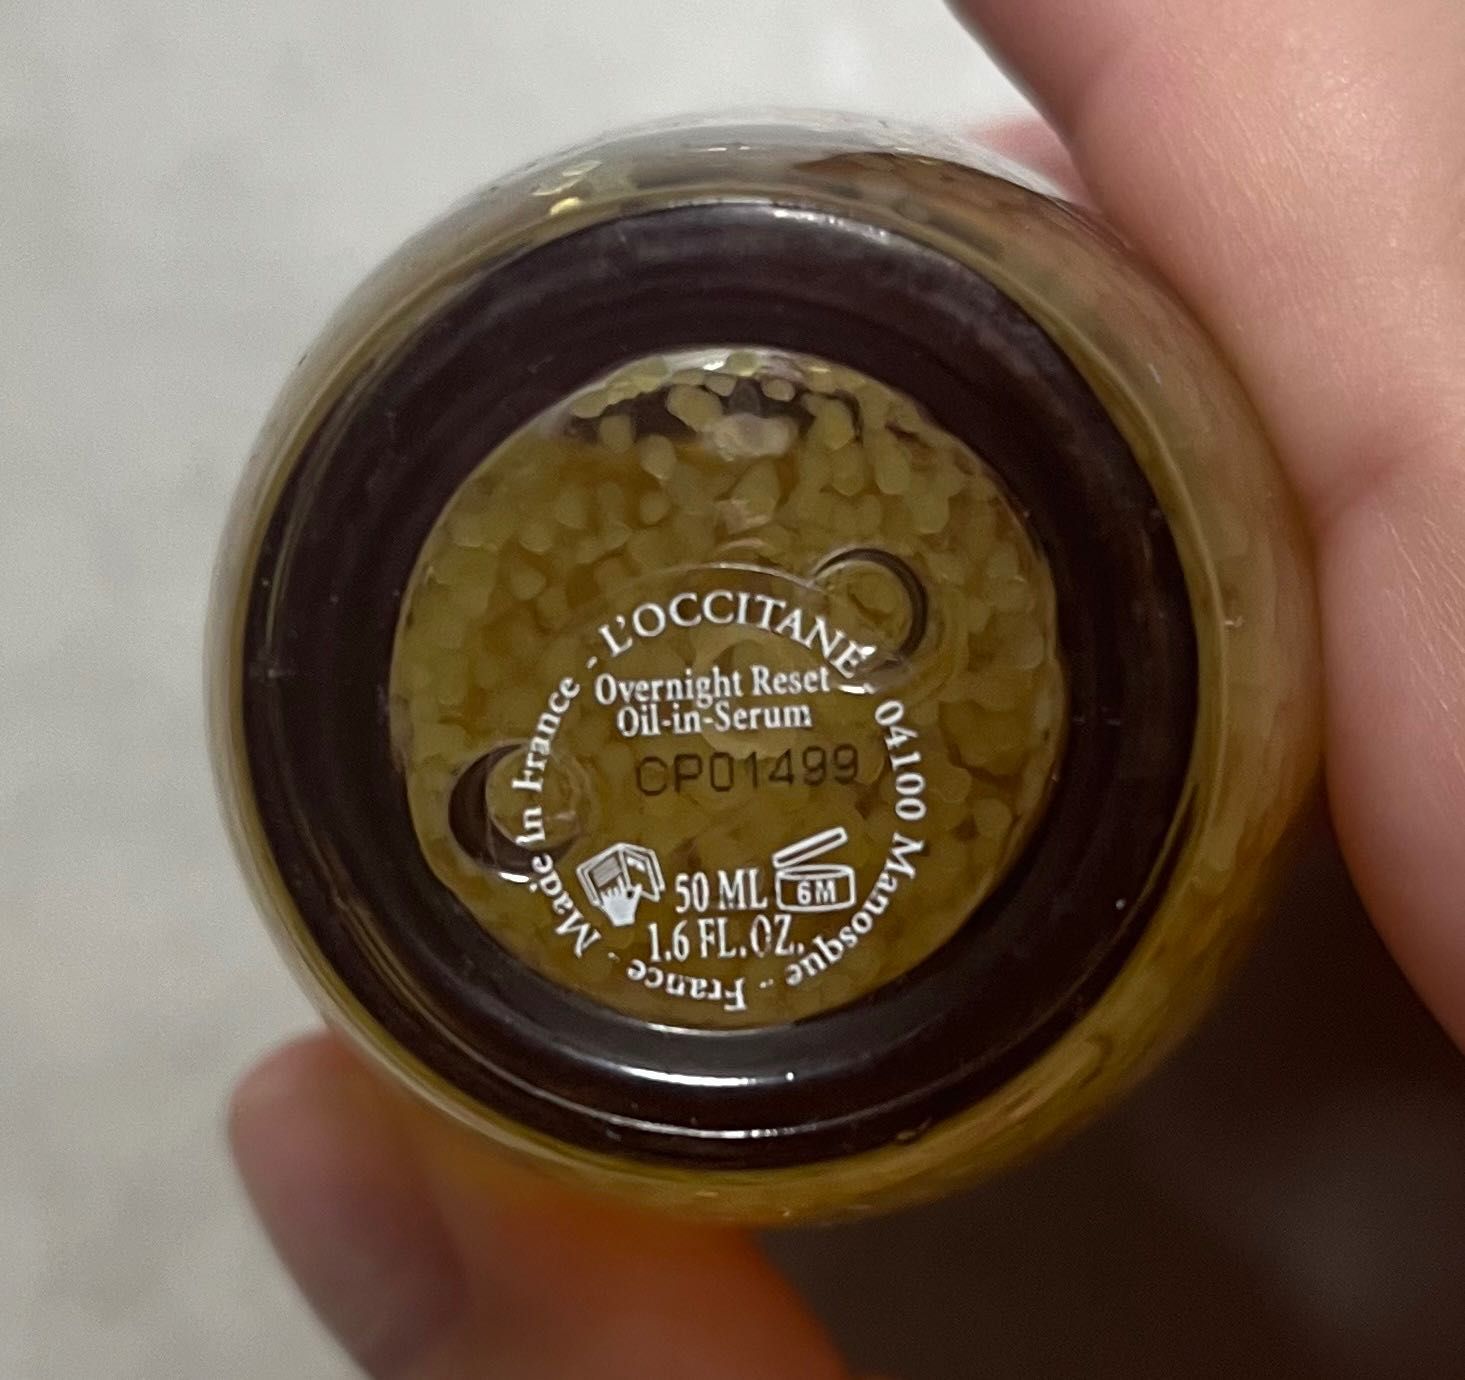 L'OCCITANE - 04100 Manosque - France - Made in France -
Overnight Reset
Oil-in-Serum
CP01499
50 ML
6M
1.6 FL.OZ.